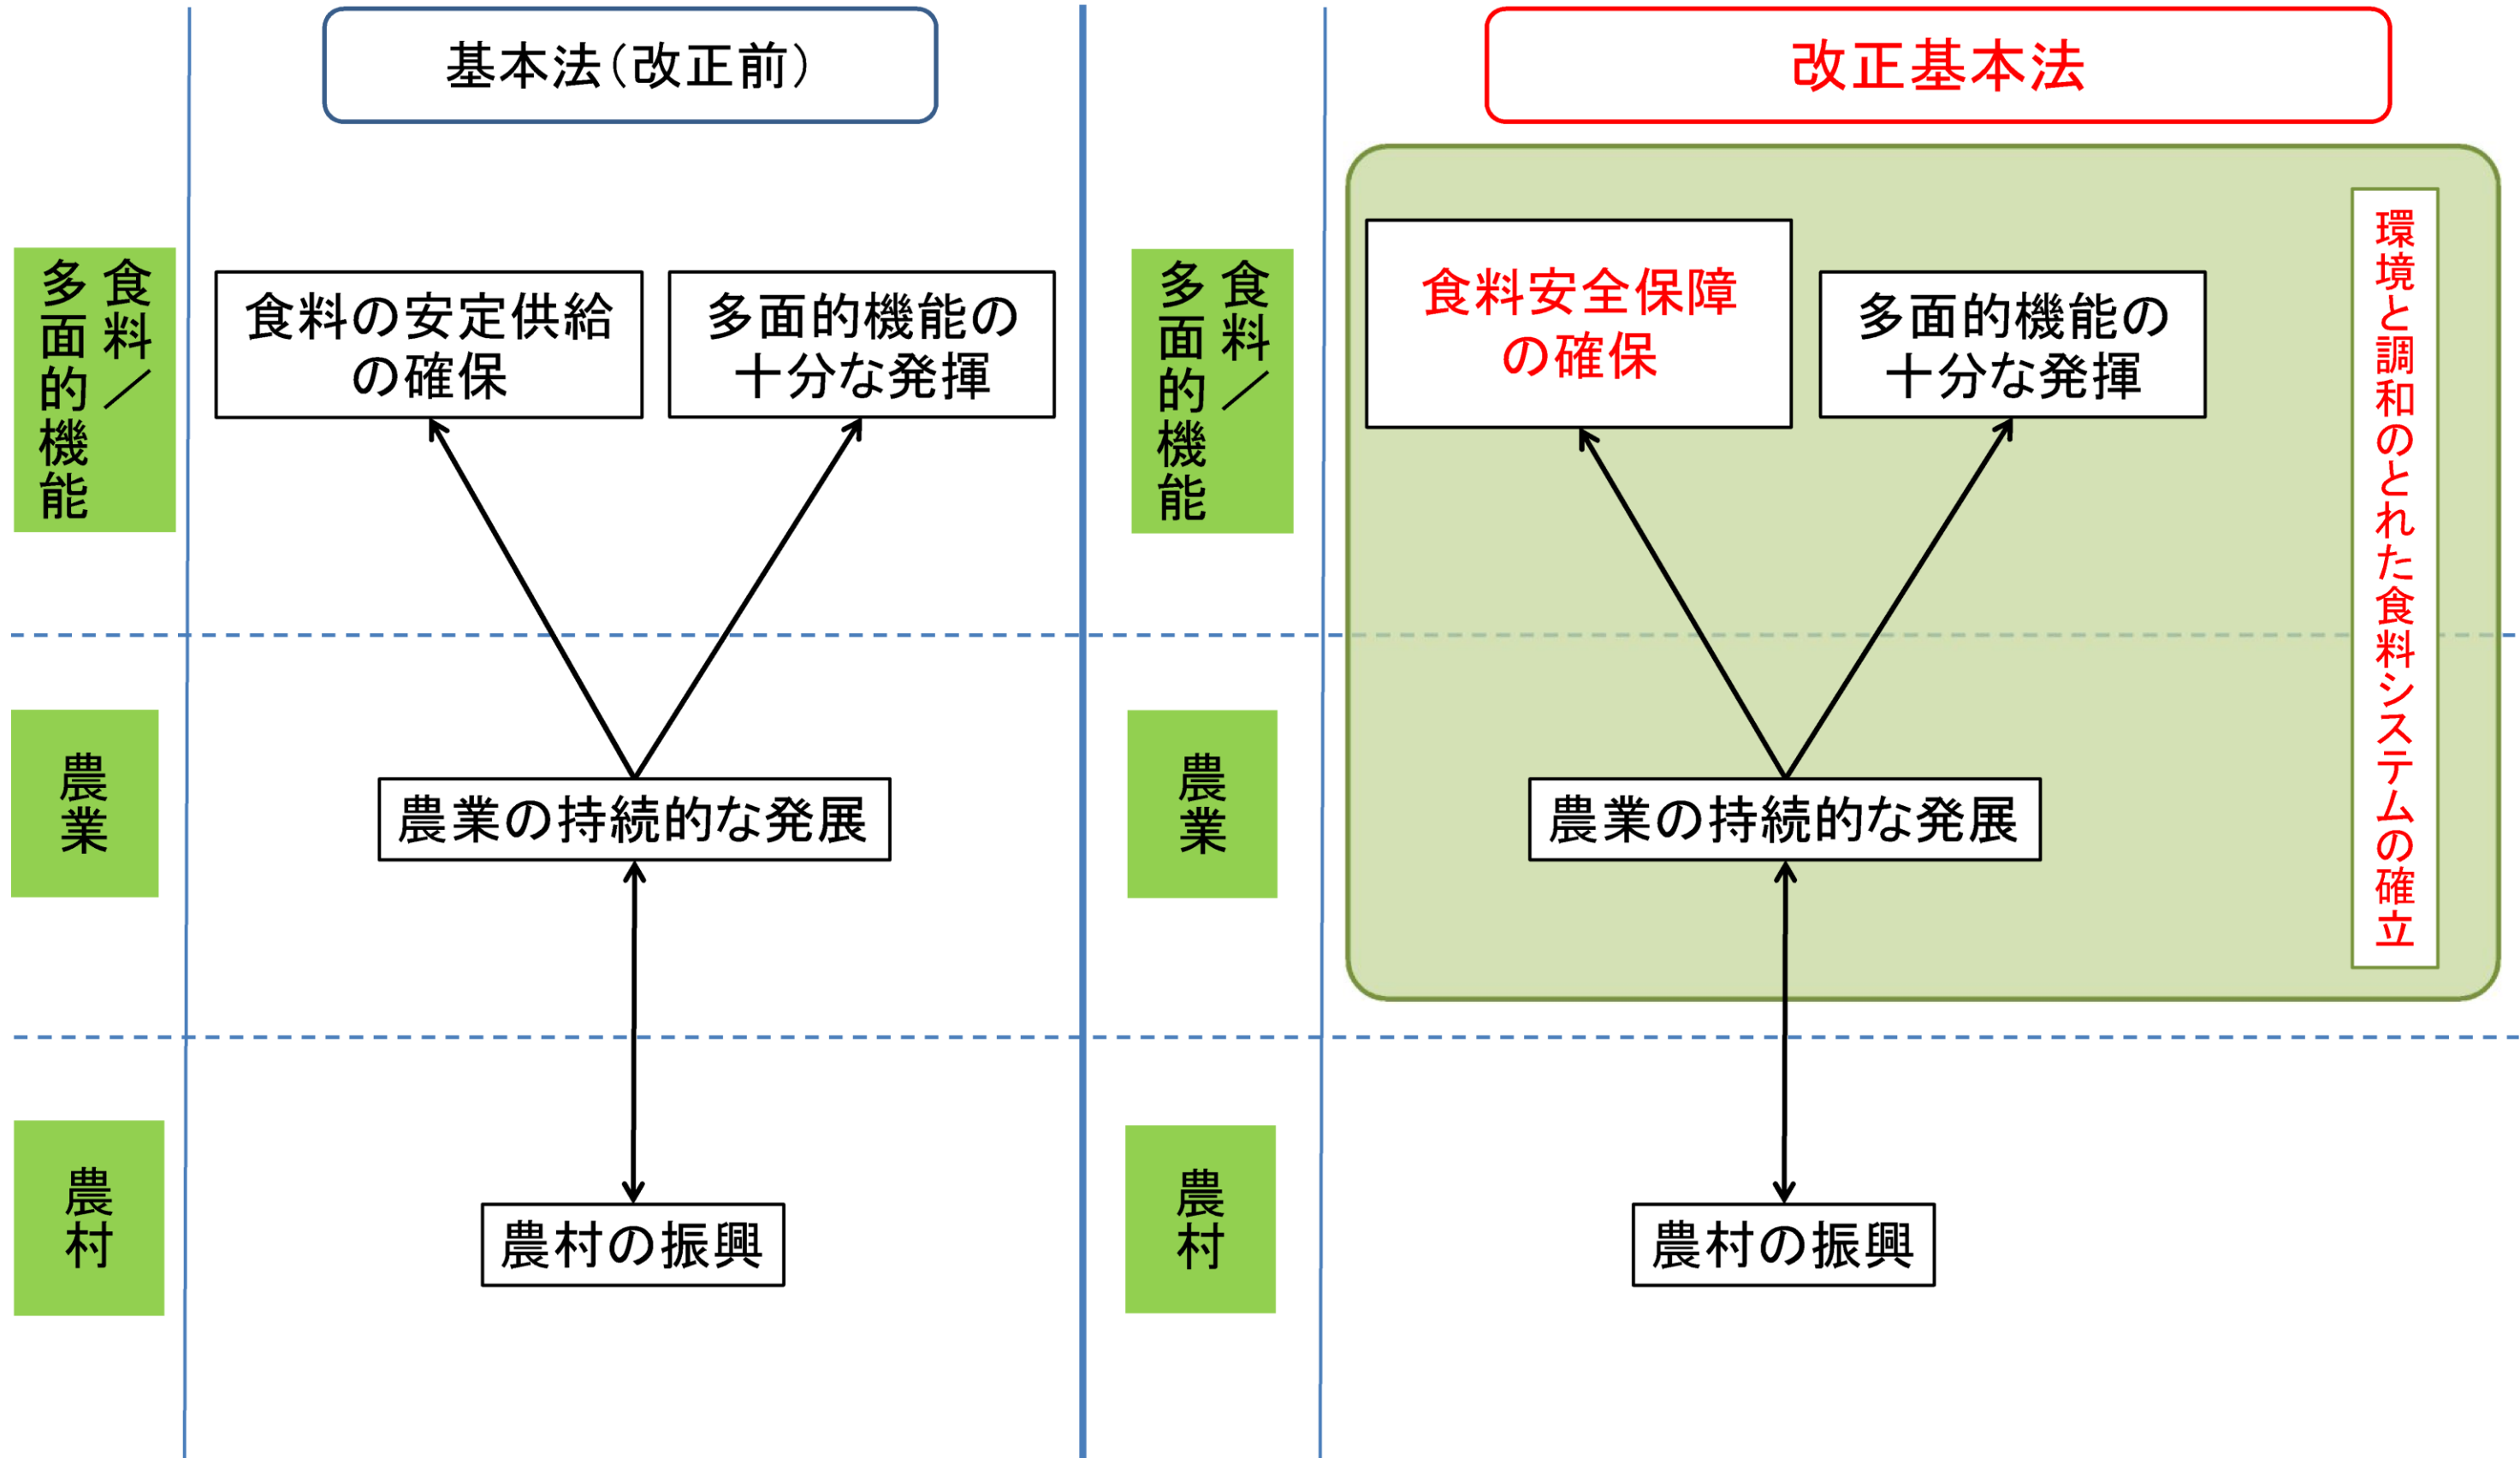 基本法（改正前）
食料／
多面的機能
食料の安定供給
の確保
多面的機能の
十分な発揮
農業
農業の持続的な発展
農村
農村の振興
改正基本法
食料／
多面的機能
食料安全保障
の確保
多面的機能の
十分な発揮
環境と調和のとれた食料システムの確立
農業
農業の持続的な発展
農村
農村の振興